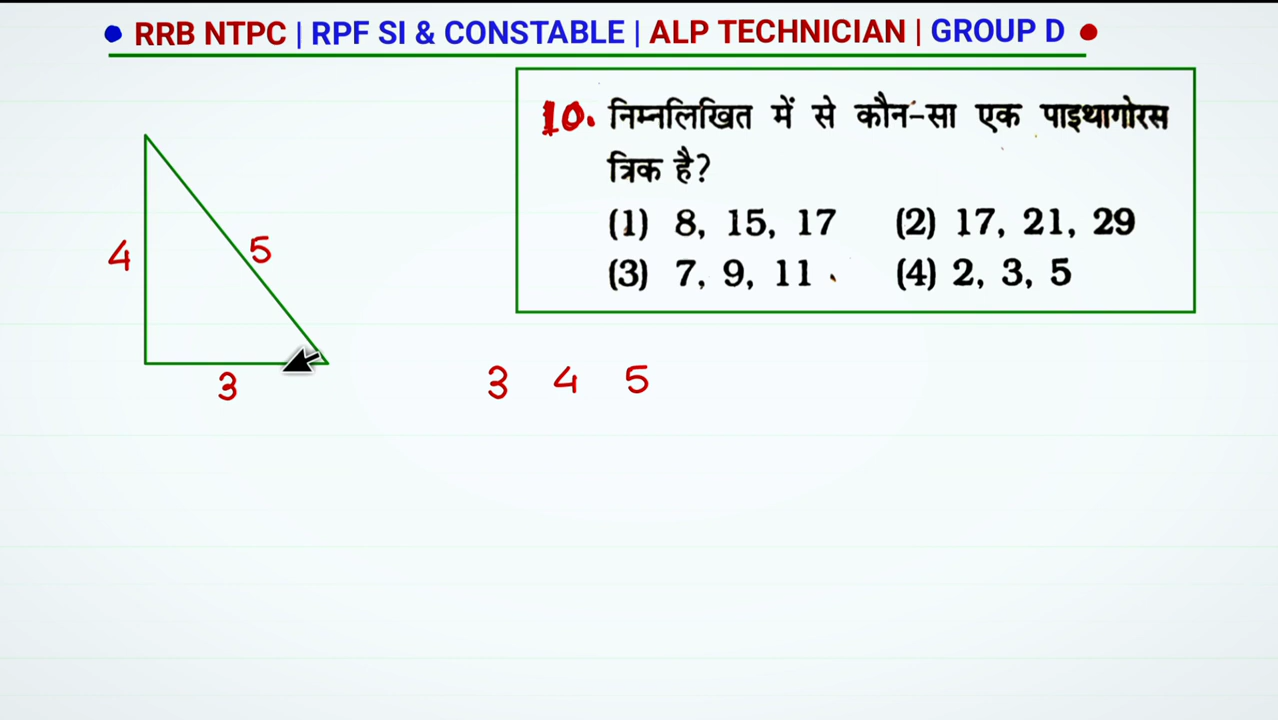 ● RRB NTPC | RPF SI & CONSTABLE | ALP TECHNICIAN | GROUP D ●
10. निम्नलिखित में से कौन-सा एक पाइथागोरस
त्रिक है?
(1) 8, 15, 17 (2) 17, 21, 29
(3) 7, 9, 11 (4) 2, 3, 5
4
5
3
3 4 5